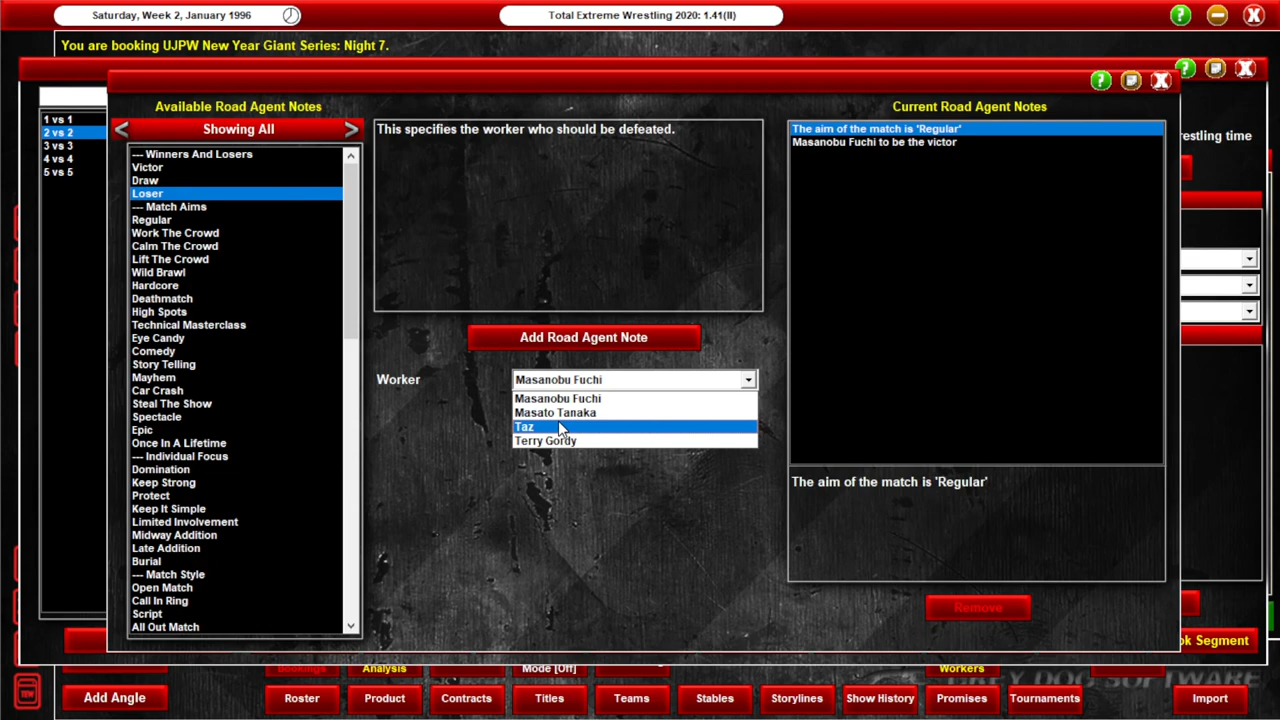 Saturday, Week 2, January 1996
Total Extreme Wrestling 2020: 1.41(II)
You are booking UJPW New Year Giant Series: Night 7.
1 vs 1
2 vs 2
3 vs 3
4 vs 4
5 vs 5
Available Road Agent Notes
Showing All
--- Winners And Losers
Victor
Draw
Loser
--- Match Aims
Regular
Work The Crowd
Calm The Crowd
Lift The Crowd
Wild Brawl
Hardcore
Deathmatch
High Spots
Technical Masterclass
Eye Candy
Comedy
Story Telling
Mayhem
Car Crash
Steal The Show
Spectacle
Epic
Once In A Lifetime
--- Individual Focus
Domination
Keep Strong
Protect
Keep It Simple
Limited Involvement
Midway Addition
Late Addition
Burial
--- Match Style
Open Match
Call In Ring
Script
All Out Match
This specifies the worker who should be defeated.
Add Road Agent Note
Worker
Masanobu Fuchi
Masanobu Fuchi
Masato Tanaka
Taz
Terry Gordy
Current Road Agent Notes
The aim of the match is 'Regular'
Masanobu Fuchi to be the victor
The aim of the match is 'Regular'
Remove
restling time
ok Segment
Bookings
Analysis
Mode [Off]
Workers
Add Angle
Roster
Product
Contracts
Titles
Teams
Stables
Storylines
Show History
Promises
Tournaments
Import
GREY DOG SOFTWARE